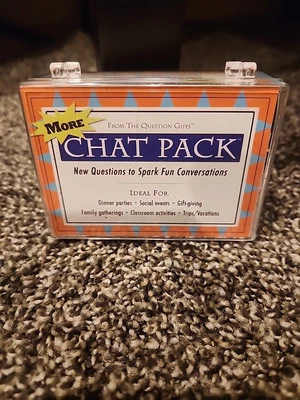 MORE
FROM THE QUESTION GUYS™
CHAT PACK
New Questions to Spark Fun Conversations
IDEAL FOR
Dinner parties • Social events • Gift-giving
Family gatherings • Classroom activities • Trips/Vacations